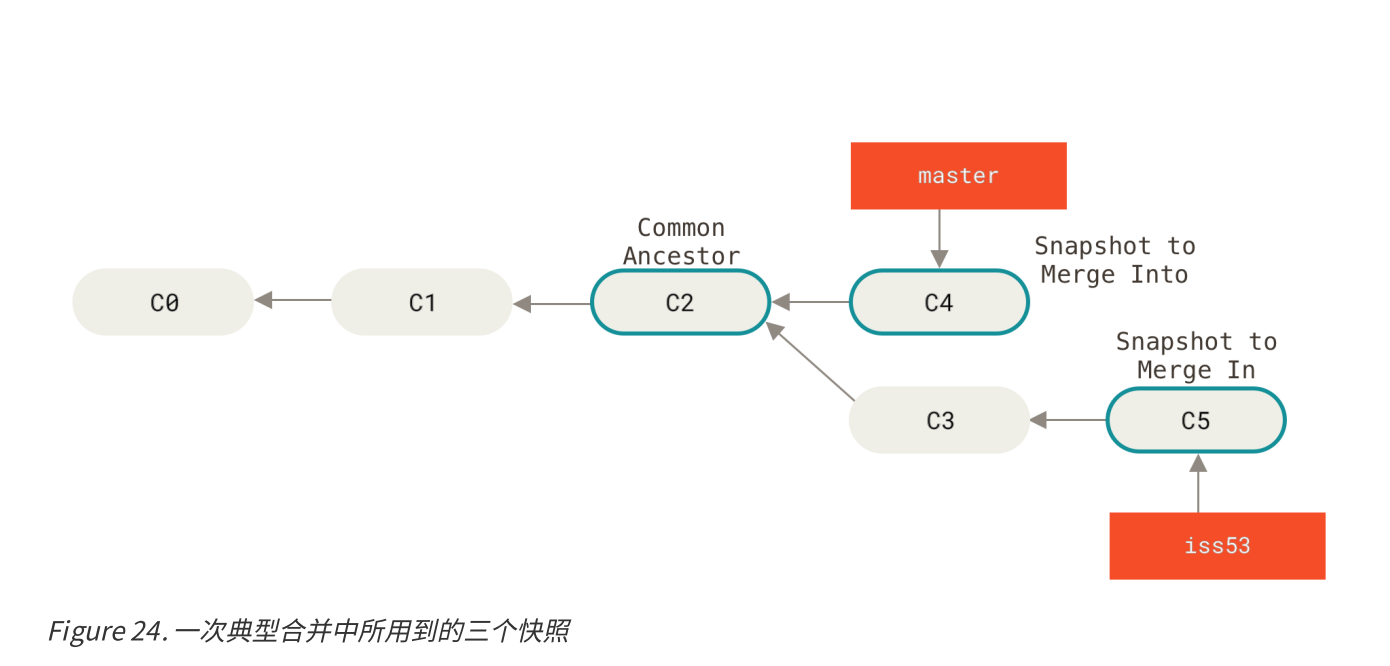 master
Common
Ancestor
Snapshot to
Merge Into
C0
C1
C2
C4
Snapshot to
Merge In
C3
C5
iss53
Figure 24. 一次典型合并中所用到的三个快照